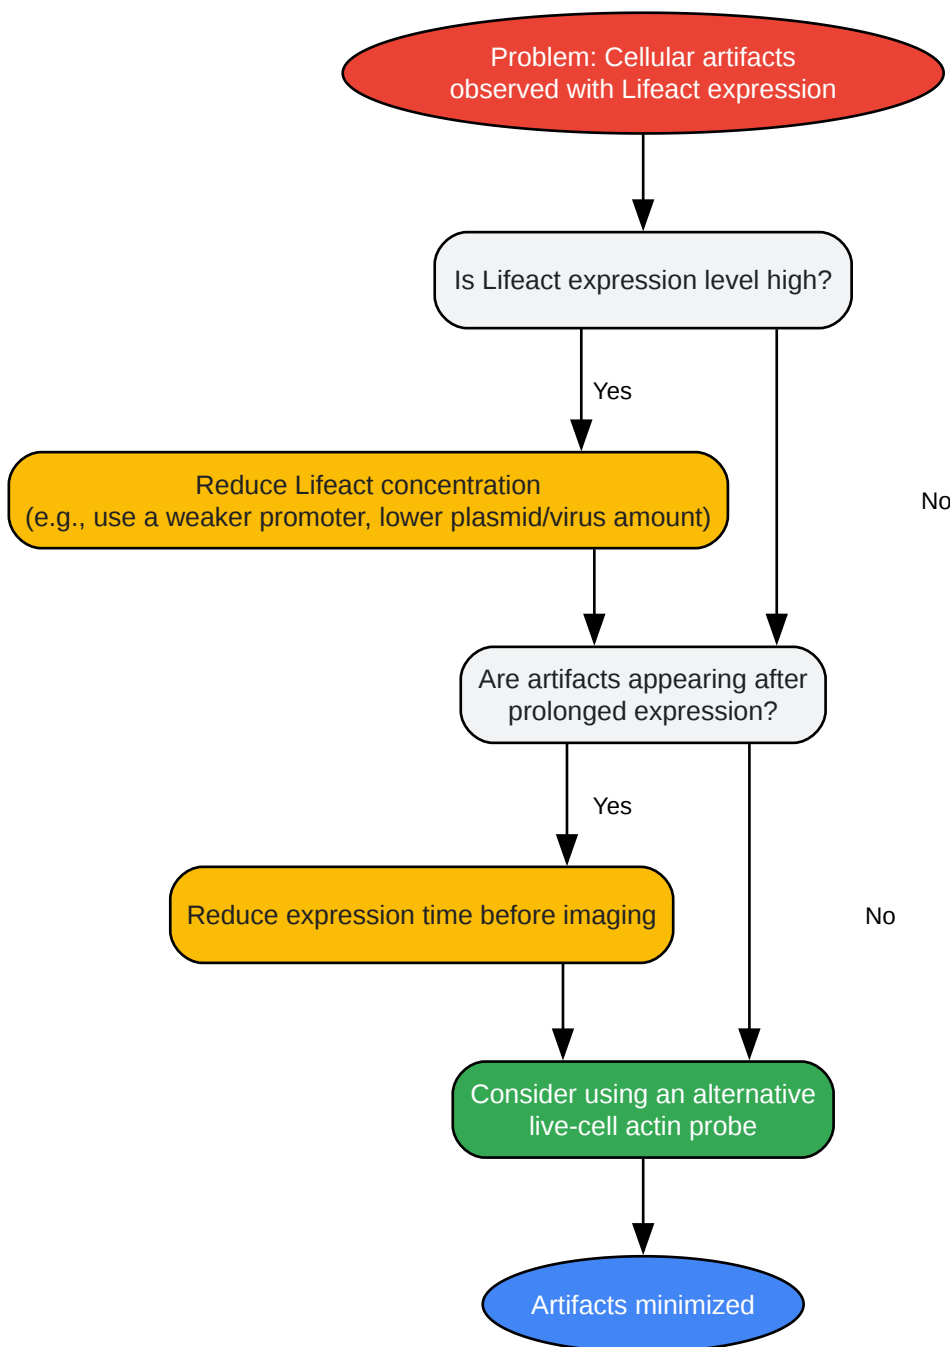 Problem: Cellular artifacts
observed with Lifeact expression
Is Lifeact expression level high?
Yes
Reduce Lifeact concentration
(e.g., use a weaker promoter, lower plasmid/virus amount)
No
Are artifacts appearing after
prolonged expression?
Yes
Reduce expression time before imaging
No
Consider using an alternative
live-cell actin probe
Artifacts minimized